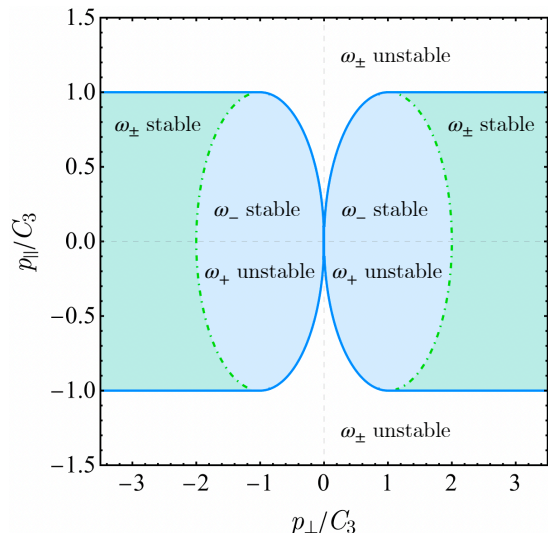 1.5
ω± unstable
1.0
ω± stable
ω± stable
0.5
ω− stable
ω− stable
p∥/C3
0.0
ω+ unstable
ω+ unstable
−0.5
−1.0
ω± unstable
−1.5
−3 −2 −1 0 1 2 3
p⊥/C3